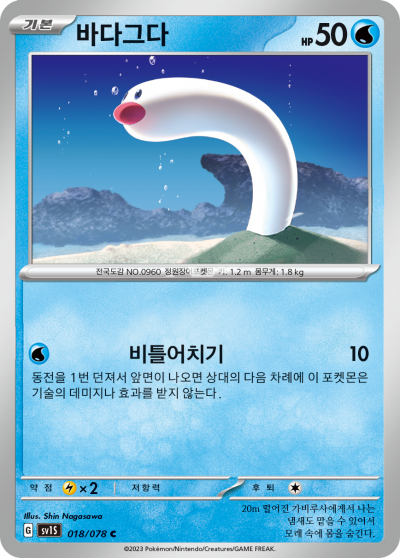 기본 바다그다 HP 50
전국도감 NO.0960 정원장어포켓몬 키: 1.2 m 몸무게: 1.8 kg
비틀어치기 10
동전을 1번 던져서 앞면이 나오면 상대의 다음 차례에 이 포켓몬은
기술의 데미지나 효과를 받지 않는다.
약점 ×2 저항력 후퇴
Illus. Shin Nagasawa
G sv1S 018/078 C
20m 떨어진 가비루사에게서 나는
냄새도 맡을 수 있어서
모래 속에 몸을 숨긴다.
©2023 Pokémon/Nintendo/Creatures/GAME FREAK.